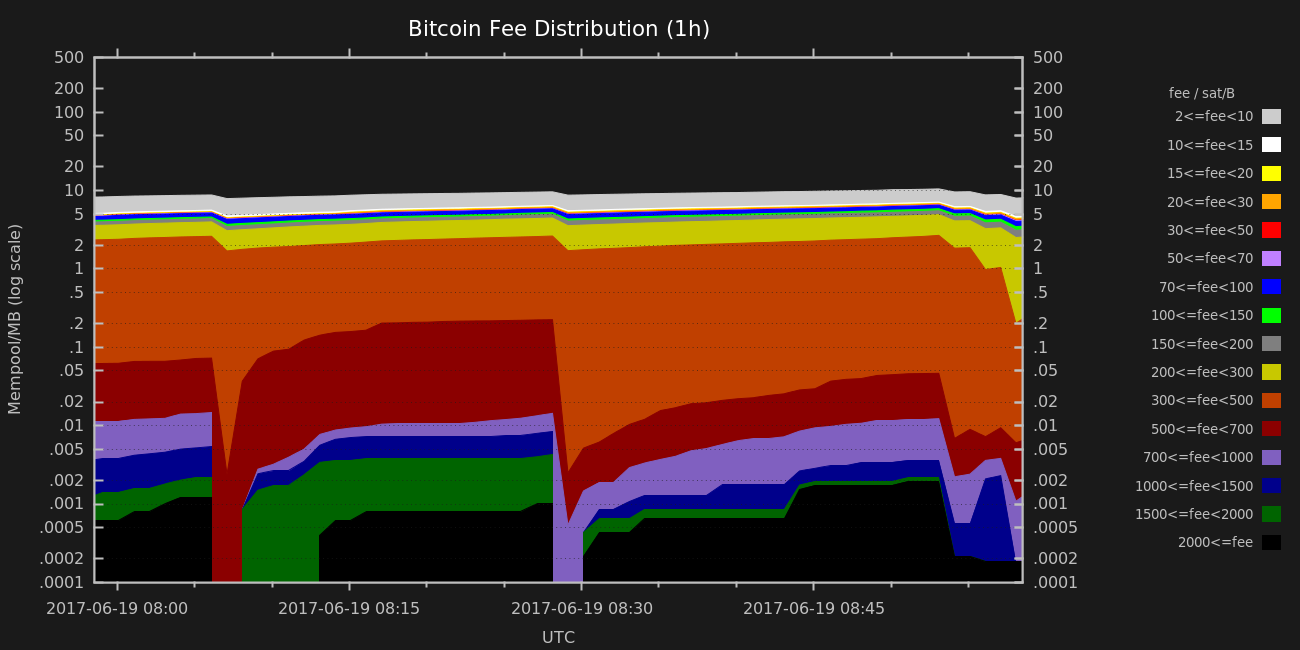 Bitcoin Fee Distribution (1h)
Mempool/MB (log scale)
500
200
100
50
20
10
5
2
1
.5
.2
.1
.05
.02
.01
.005
.002
.001
.0005
.0002
.0001
500
200
100
50
20
10
5
2
1
.5
.2
.1
.05
.02
.01
.005
.002
.001
.0005
.0002
.0001
2017-06-19 08:00
2017-06-19 08:15
2017-06-19 08:30
2017-06-19 08:45
UTC
fee / sat/B
2<=fee<10
10<=fee<15
15<=fee<20
20<=fee<30
30<=fee<50
50<=fee<70
70<=fee<100
100<=fee<150
150<=fee<200
200<=fee<300
300<=fee<500
500<=fee<700
700<=fee<1000
1000<=fee<1500
1500<=fee<2000
2000<=fee